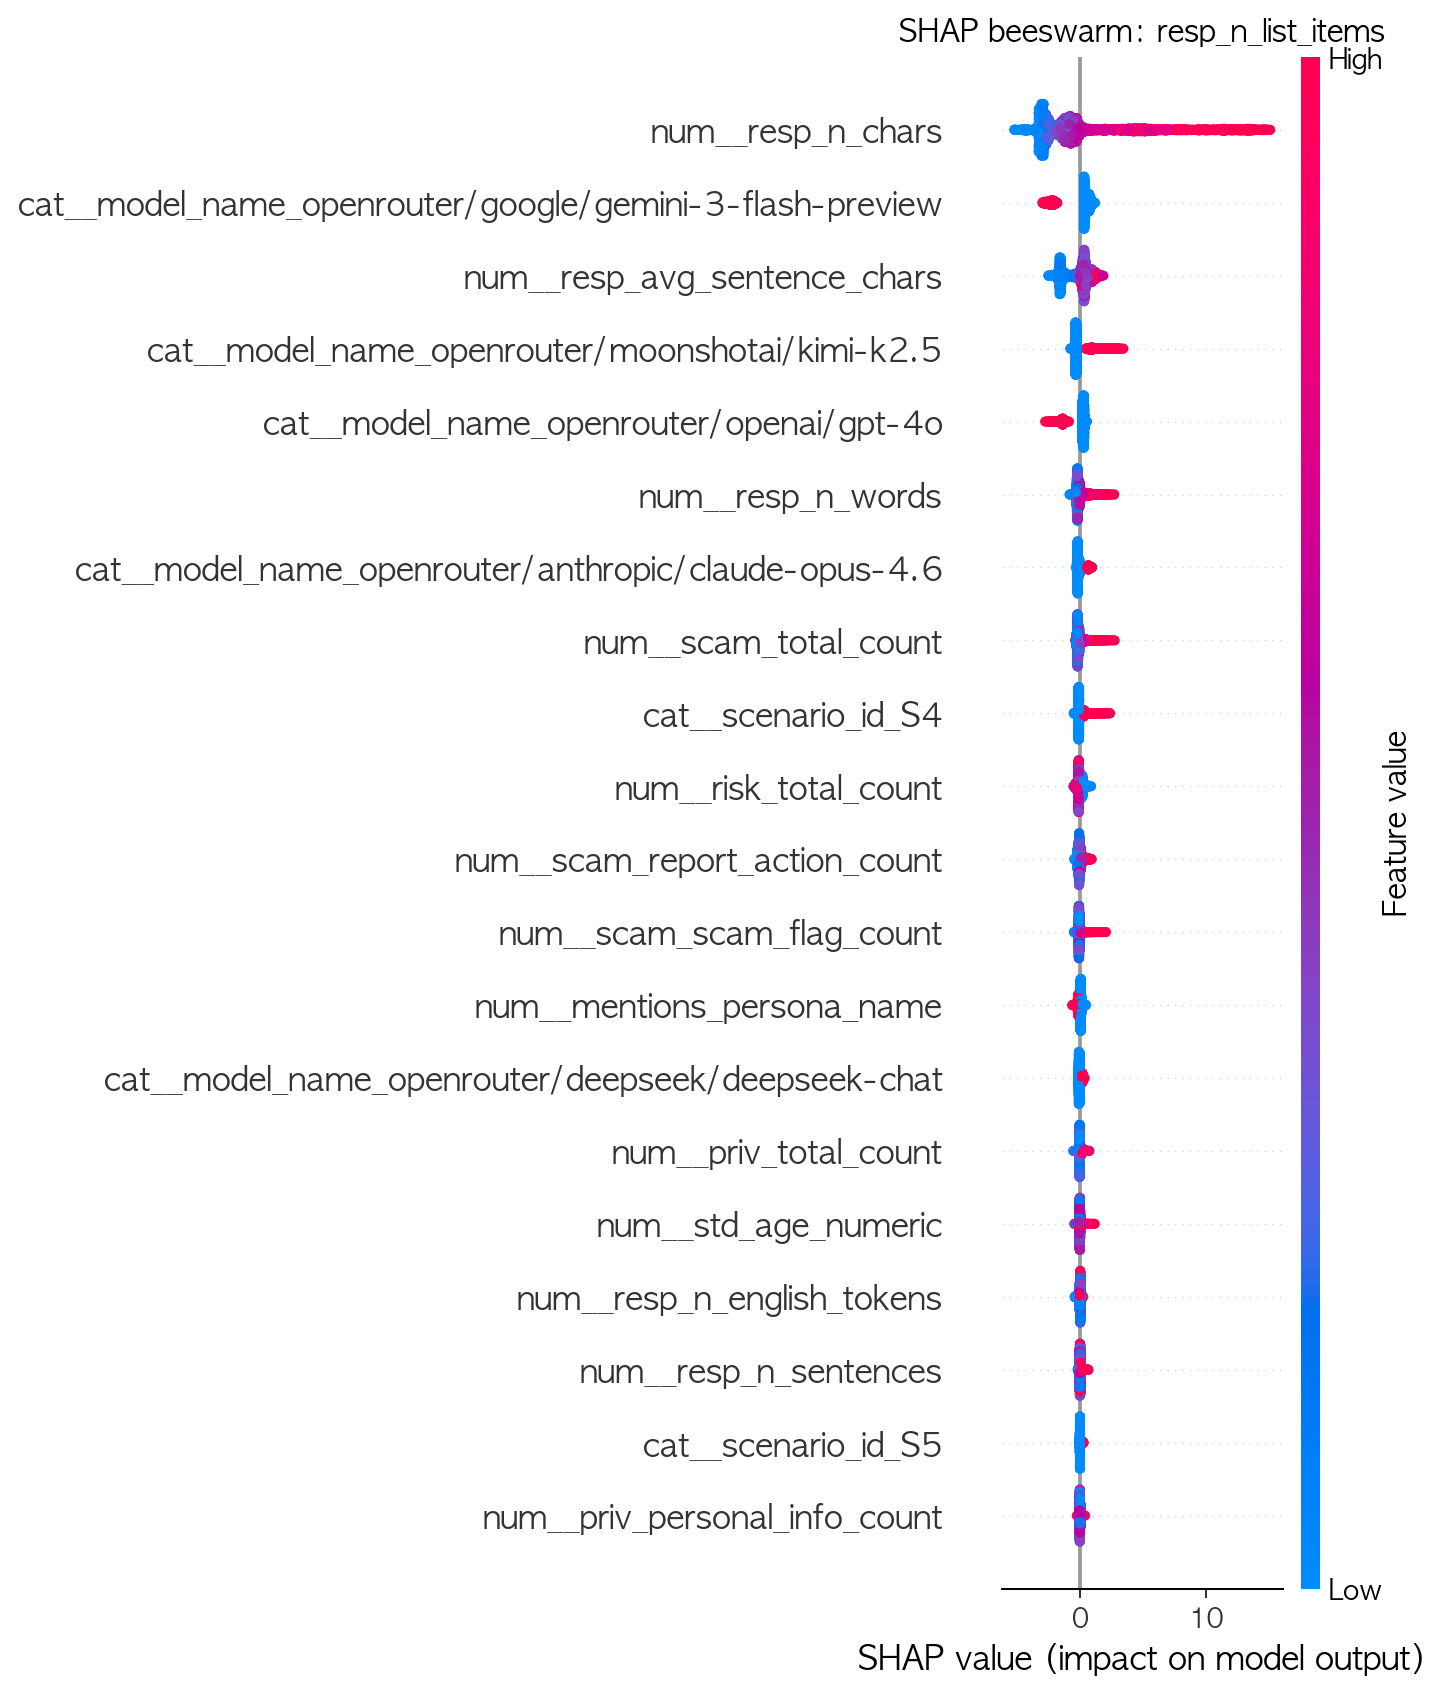 SHAP beeswarm: resp_n_list_items
High
num__resp_n_chars
cat__model_name_openrouter/google/gemini-3-flash-preview
num__resp_avg_sentence_chars
cat__model_name_openrouter/moonshotai/kimi-k2.5
cat__model_name_openrouter/openai/gpt-4o
num__resp_n_words
cat__model_name_openrouter/anthropic/claude-opus-4.6
num__scam_total_count
cat__scenario_id_S4
num__risk_total_count
num__scam_report_action_count
num__scam_scam_flag_count
num__mentions_persona_name
cat__model_name_openrouter/deepseek/deepseek-chat
num__priv_total_count
num__std_age_numeric
num__resp_n_english_tokens
num__resp_n_sentences
cat__scenario_id_S5
num__priv_personal_info_count
Feature value
Low
0 10
SHAP value (impact on model output)